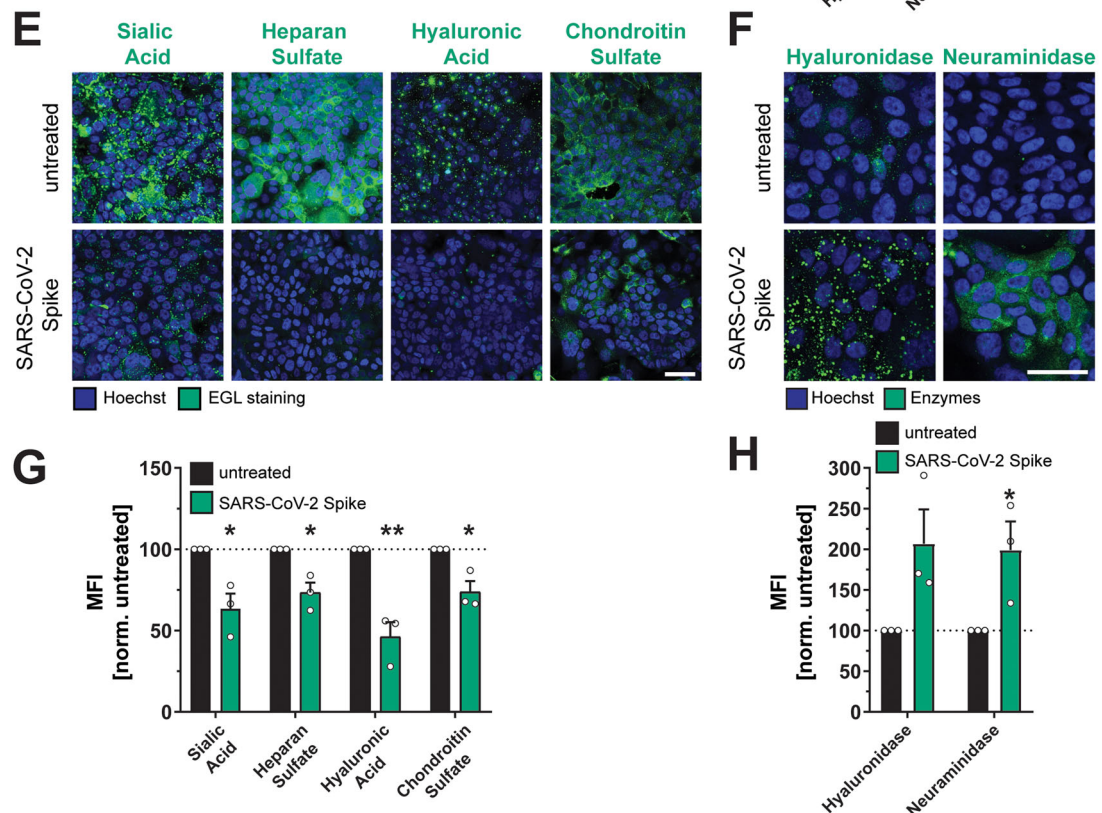 E
Sialic
Acid
Heparan
Sulfate
Hyaluronic
Acid
Chondroitin
Sulfate
untreated
SARS-CoV-2
Spike
Hoechst
EGL staining
F
Hyaluronidase
Neuraminidase
untreated
SARS-CoV-2
Spike
Hoechst
Enzymes
G
untreated
SARS-CoV-2 Spike
MFI
[norm. untreated]
150
100
50
0
*
*
**
*
Sialic
Acid
Heparan
Sulfate
Hyaluronic
Acid
Chondroitin
Sulfate
H
untreated
SARS-CoV-2 Spike
MFI
[norm. untreated]
300
250
200
150
100
50
0
*
Hyaluronidase
Neuraminidase